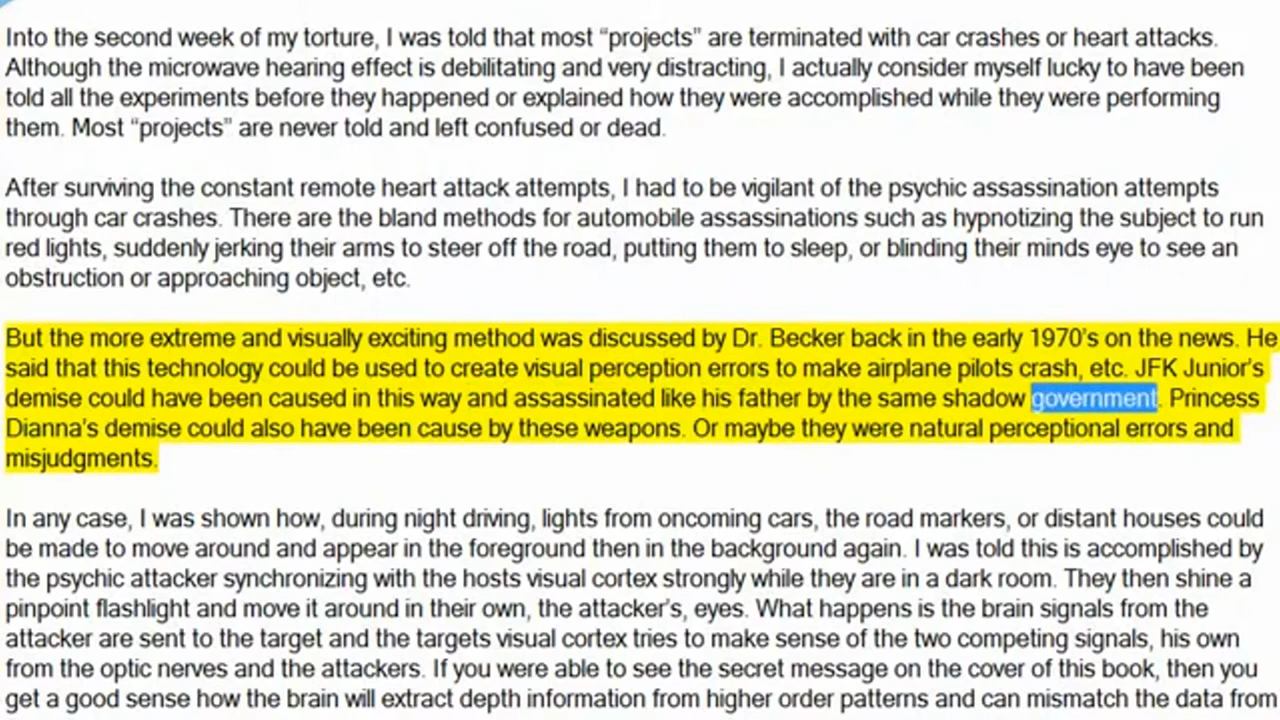 Into the second week of my torture, I was told that most “projects” are terminated with car crashes or heart attacks.
Although the microwave hearing effect is debilitating and very distracting, I actually consider myself lucky to have been
told all the experiments before they happened or explained how they were accomplished while they were performing
them. Most “projects” are never told and left confused or dead.
After surviving the constant remote heart attack attempts, I had to be vigilant of the psychic assassination attempts
through car crashes. There are the bland methods for automobile assassinations such as hypnotizing the subject to run
red lights, suddenly jerking their arms to steer off the road, putting them to sleep, or blinding their minds eye to see an
obstruction or approaching object, etc.
But the more extreme and visually exciting method was discussed by Dr. Becker back in the early 1970’s on the news. He
said that this technology could be used to create visual perception errors to make airplane pilots crash, etc. JFK Junior’s
demise could have been caused in this way and assassinated like his father by the same shadow government. Princess
Dianna’s demise could also have been cause by these weapons. Or maybe they were natural perceptional errors and
misjudgments.
In any case, I was shown how, during night driving, lights from oncoming cars, the road markers, or distant houses could
be made to move around and appear in the foreground then in the background again. I was told this is accomplished by
the psychic attacker synchronizing with the hosts visual cortex strongly while they are in a dark room. They then shine a
pinpoint flashlight and move it around in their own, the attacker’s, eyes. What happens is the brain signals from the
attacker are sent to the target and the targets visual cortex tries to make sense of the two competing signals, his own
from the optic nerves and the attackers. If you were able to see the secret message on the cover of this book, then you
get a good sense how the brain will extract depth information from higher order patterns and can mismatch the data from